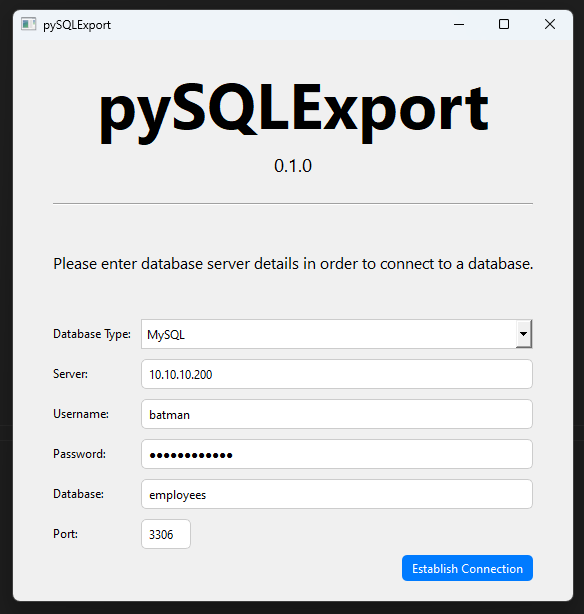 pySQLExport
pySQLExport
0.1.0
Please enter database server details in order to connect to a database.
Database Type: MySQL
Server: 10.10.10.200
Username: batman
Password: ●●●●●●●●●●●●
Database: employees
Port: 3306
Establish Connection